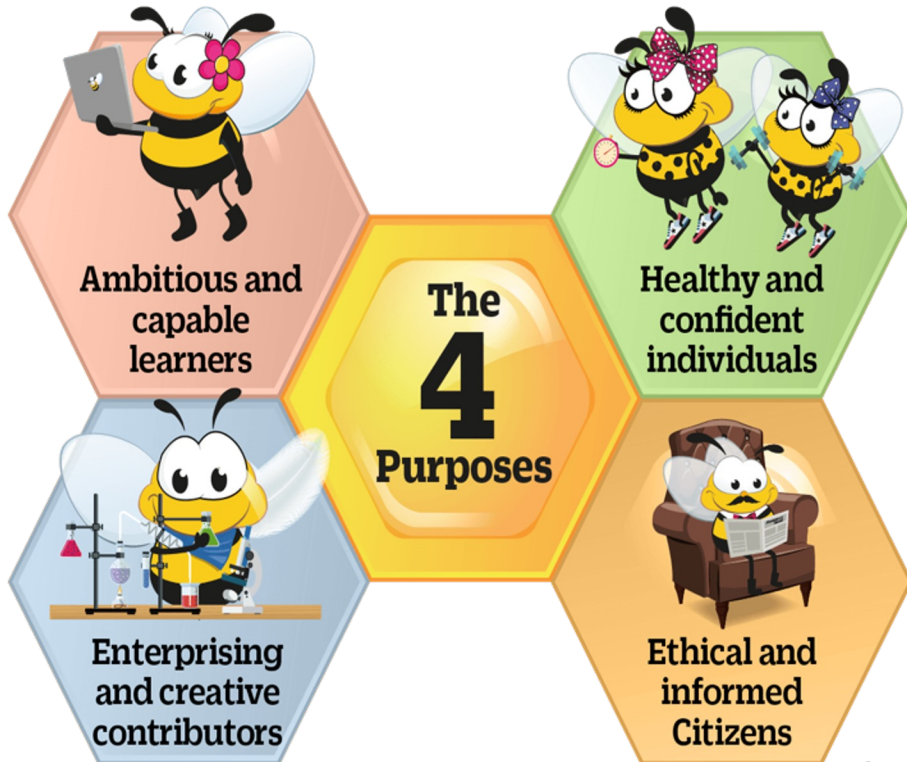 Ambitious and
capable
learners
Healthy and
confident
individuals
The
4
Purposes
Enterprising
and creative
contributors
Ethical and
informed
Citizens